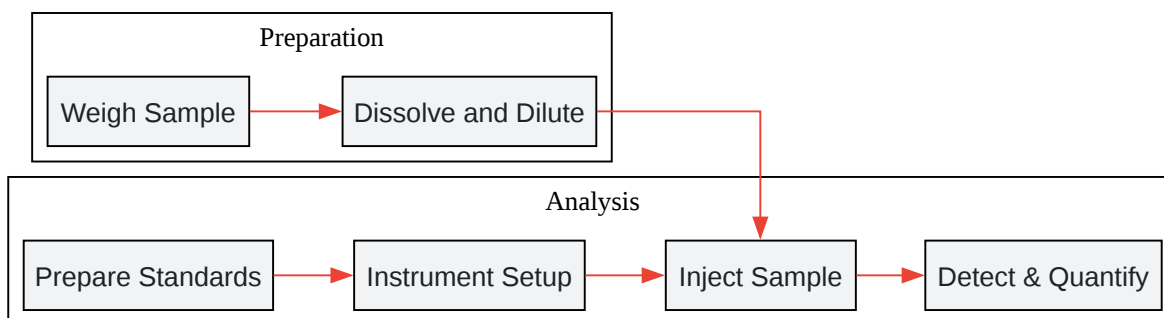 Preparation
Weigh Sample
Dissolve and Dilute
Analysis
Prepare Standards
Instrument Setup
Inject Sample
Detect & Quantify